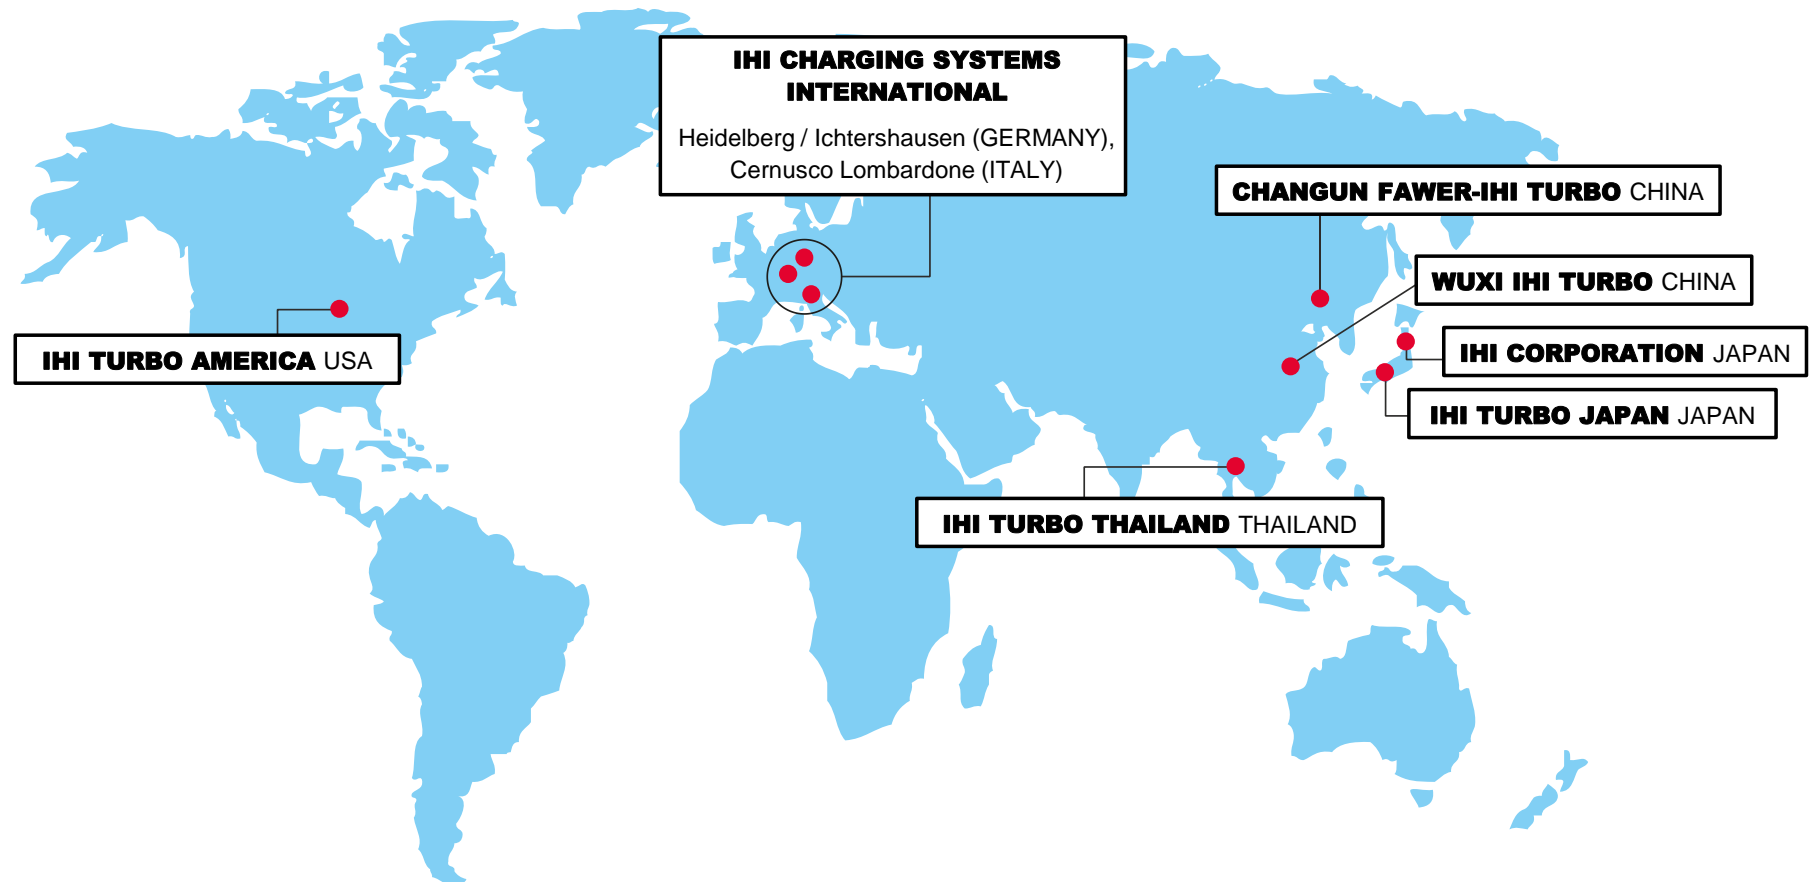 IHI CHARGING SYSTEMS
INTERNATIONAL
Heidelberg / Ichtershausen (GERMANY),
Cernusco Lombardone (ITALY)
CHANGUN FAWER-IHI TURBO CHINA
WUXI IHI TURBO CHINA
IHI TURBO AMERICA USA
IHI CORPORATION JAPAN
IHI TURBO JAPAN JAPAN
IHI TURBO THAILAND THAILAND